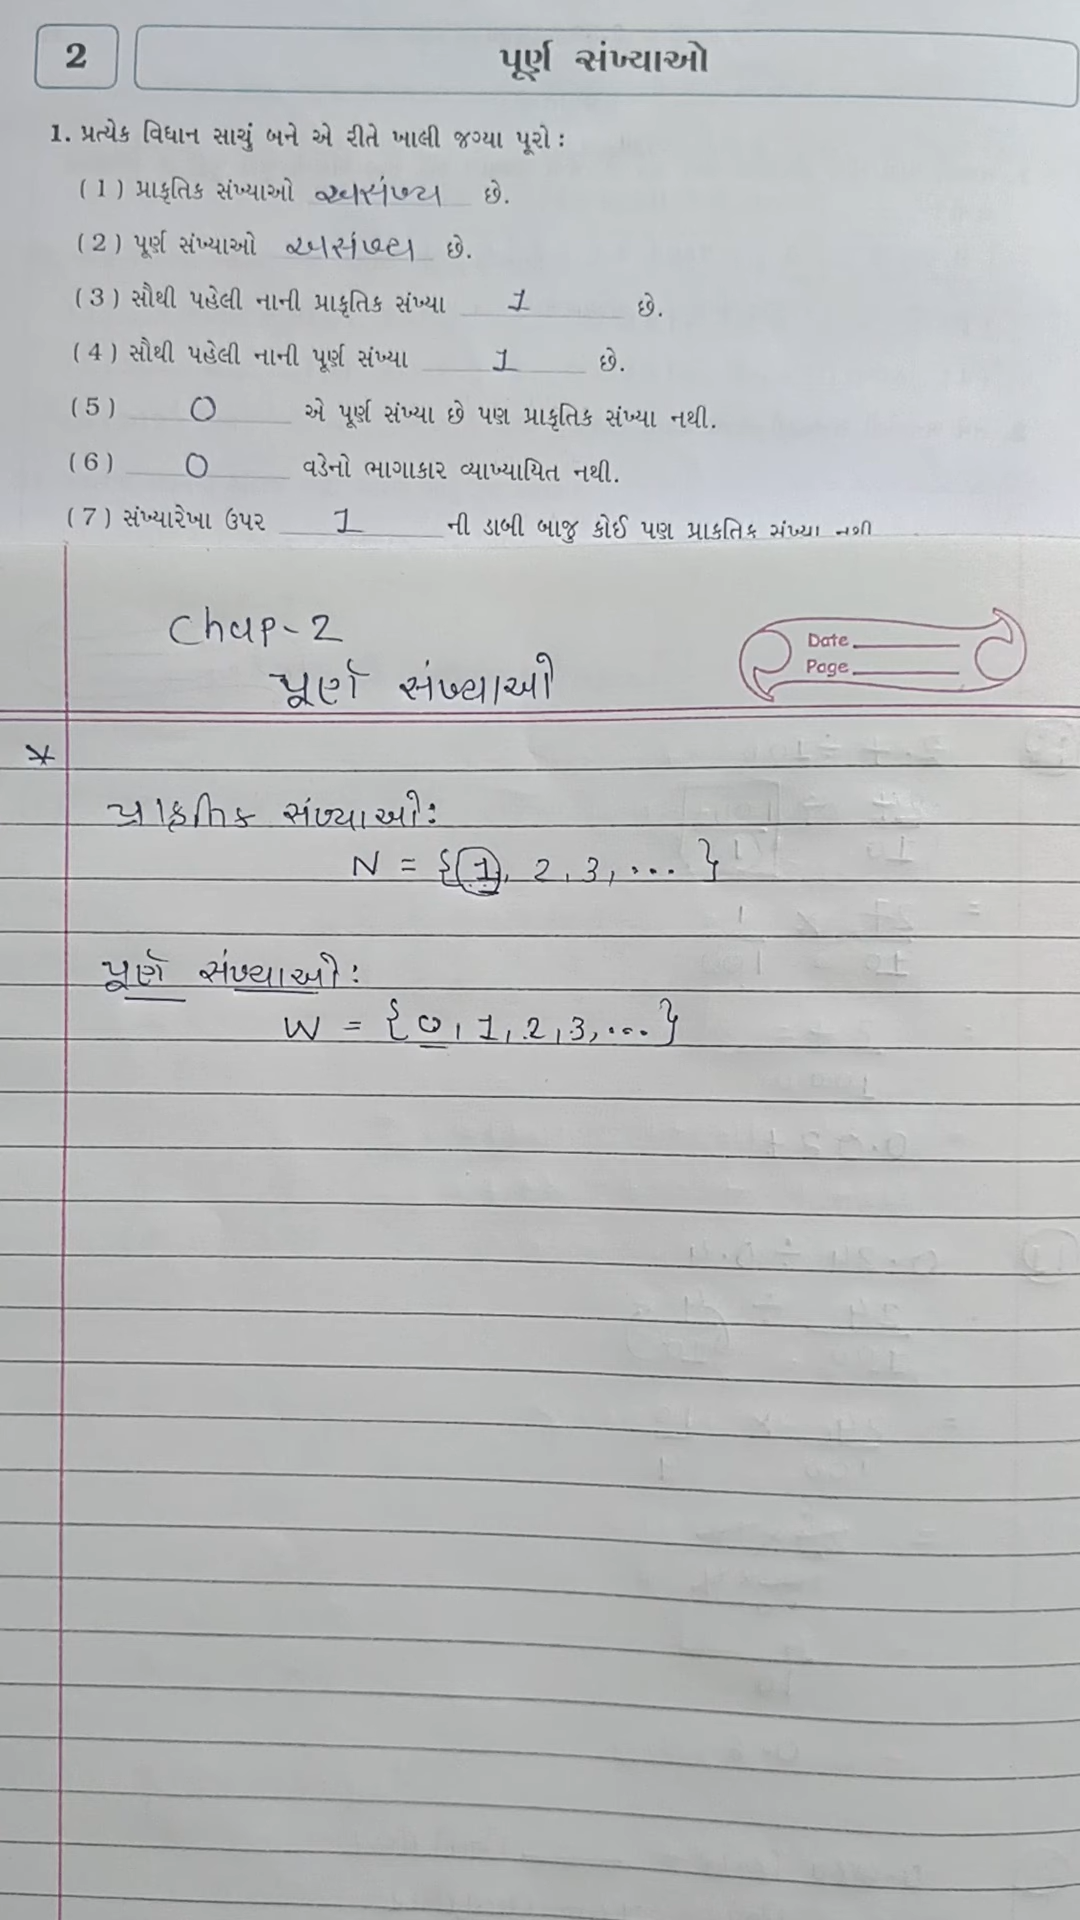 2
પૂર્ણ સંખ્યાઓ
1. પ્રત્યેક વિધાન સાચું બને એ રીતે ખાલી જગ્યા પૂરો :
(1) પ્રાકૃતિક સંખ્યાઓ અસંખ્ય છે.
(2) પૂર્ણ સંખ્યાઓ અસંખ્ય છે.
(3) સૌથી પહેલી નાની પ્રાકૃતિક સંખ્યા 1 છે.
(4) સૌથી પહેલી નાની પૂર્ણ સંખ્યા 1 છે.
(5) 0 એ પૂર્ણ સંખ્યા છે પણ પ્રાકૃતિક સંખ્યા નથી.
(6) 0 વડેનો ભાગાકાર વ્યાખ્યાયિત નથી.
(7) સંખ્યારેખા ઉપર 1 ની ડાબી બાજુ કોઈ પણ પ્રાકૃતિક સંખ્યા નથી
Chap-2
પૂર્ણ સંખ્યાઓ
Date
Page
*
પ્રાકૃતિક સંખ્યાઓ:
N = {1, 2, 3, ... }
પૂર્ણ સંખ્યાઓ:
W = {0, 1, 2, 3, ... }